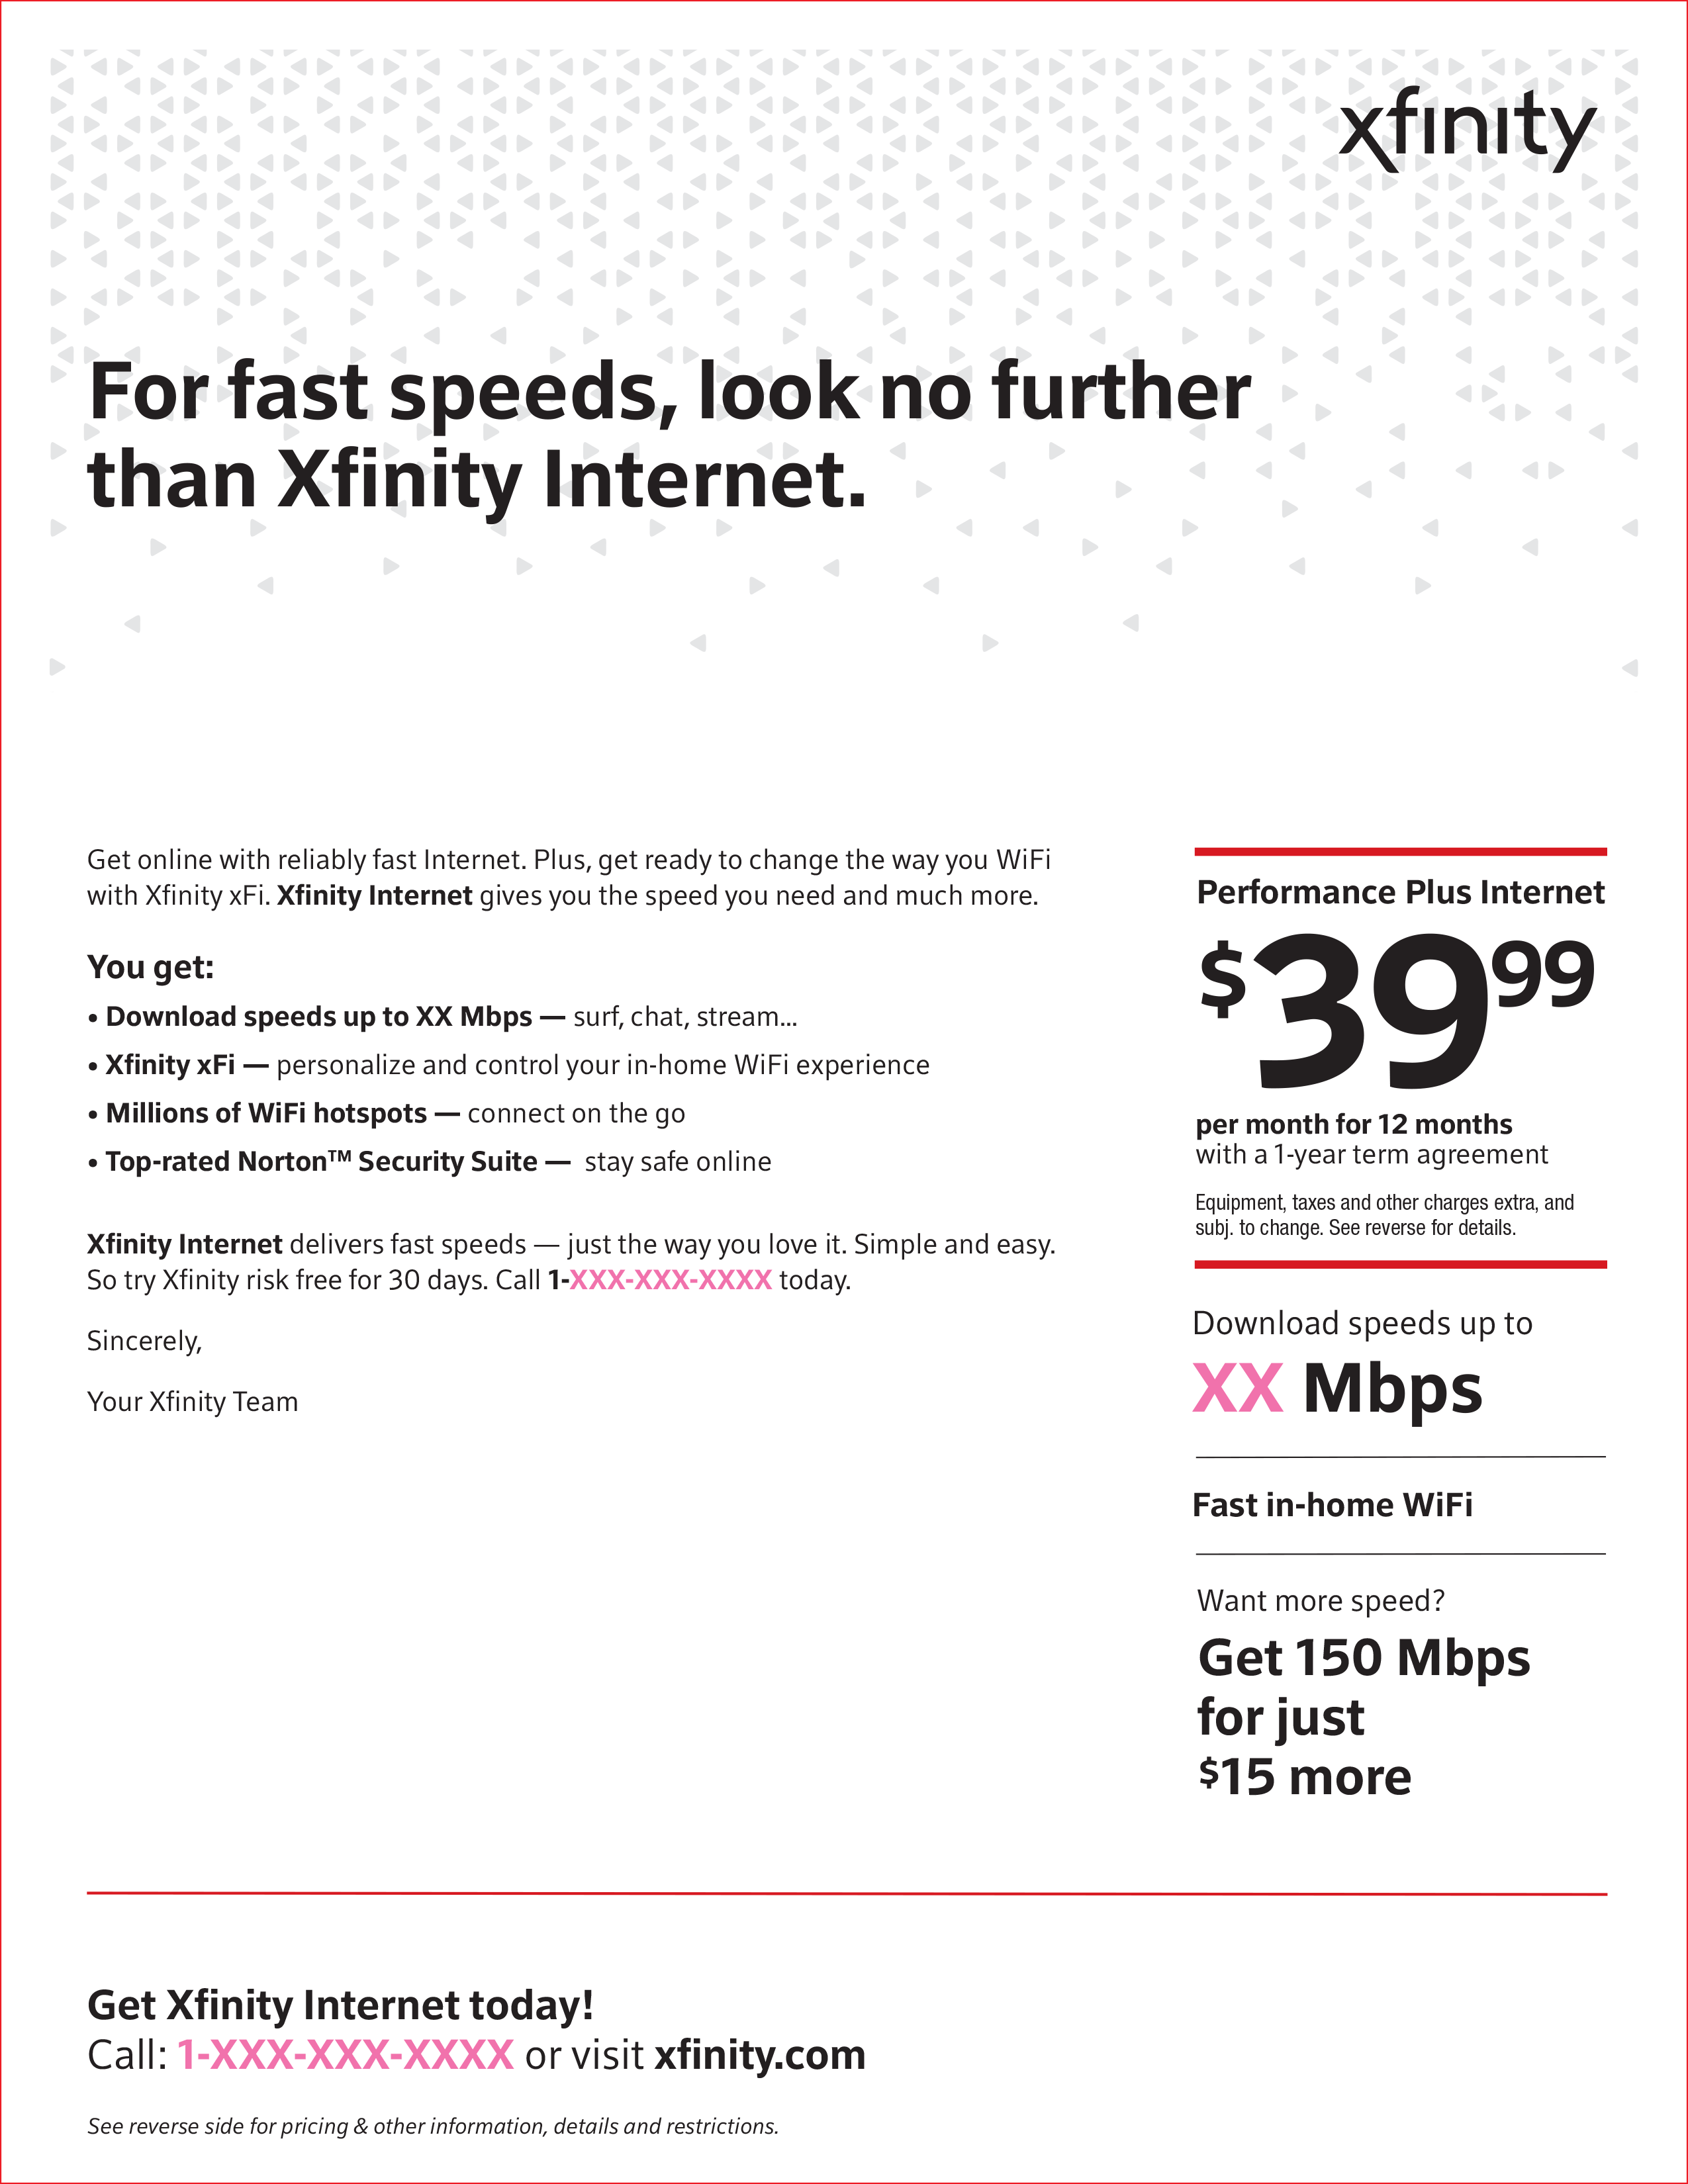 xfinity
For fast speeds, look no further
than Xfinity Internet.
Get online with reliably fast Internet. Plus, get ready to change the way you WiFi
with Xfinity xFi. Xfinity Internet gives you the speed you need and much more.
You get:
• Download speeds up to XX Mbps — surf, chat, stream...
• Xfinity xFi — personalize and control your in-home WiFi experience
• Millions of WiFi hotspots — connect on the go
• Top-rated Norton™ Security Suite — stay safe online
Xfinity Internet delivers fast speeds — just the way you love it. Simple and easy.
So try Xfinity risk free for 30 days. Call 1-XXX-XXX-XXXX today.
Sincerely,
Your Xfinity Team
Performance Plus Internet
$39 99
per month for 12 months
with a 1-year term agreement
Equipment, taxes and other charges extra, and
subj. to change. See reverse for details.
Download speeds up to
XX Mbps
Fast in-home WiFi
Want more speed?
Get 150 Mbps
for just
$15 more
Get Xfinity Internet today!
Call: 1-XXX-XXX-XXXX or visit xfinity.com
See reverse side for pricing & other information, details and restrictions.